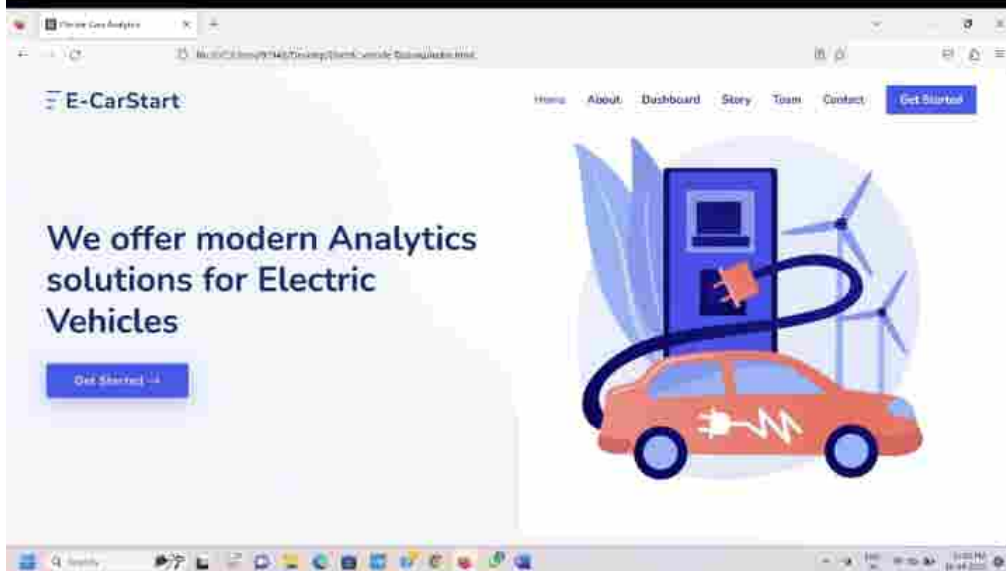 E-CarStart
Home About Dashboard Story Team Contact Get Started
We offer modern Analytics
solutions for Electric
Vehicles
Get Started →